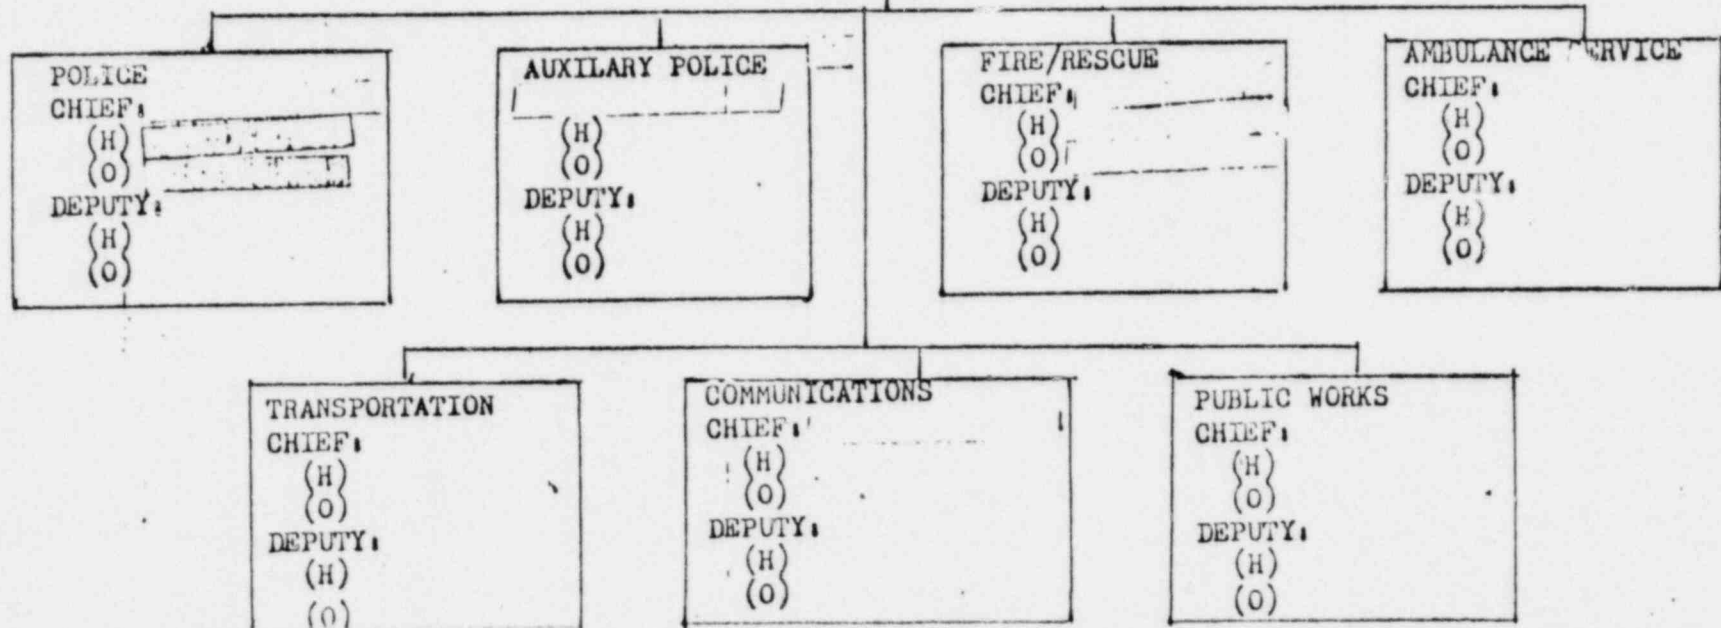 POLICE
CHIEF:
(H)
(O)
DEPUTY:
(H)
(O)
AUXILARY POLICE
(H)
(O)
DEPUTY:
(H)
(O)
FIRE/RESCUE
CHIEF:
(H)
(O)
DEPUTY:
(H)
(O)
AMBULANCE
CHIEF:
(H)
(O)
DEPUTY:
(H)
(O)
TRANSPORTATION
CHIEF:
(H)
(O)
DEPUTY:
(H)
(O)
COMMUNICATIONS
CHIEF:
(H)
(O)
DEPUTY:
(H)
(O)
PUBLIC WORKS
CHIEF:
(H)
(O)
DEPUTY:
(H)
(O)